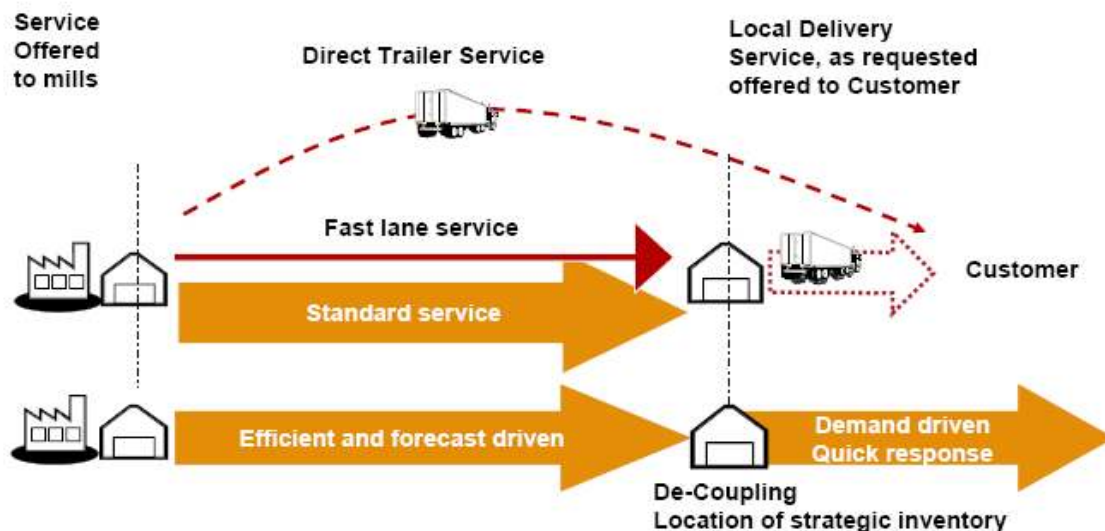 Service
Offered
to mills
Direct Trailer Service
Local Delivery
Service, as requested
offered to Customer
Fast lane service
Customer
Standard service
Efficient and forecast driven
Demand driven
Quick response
De-Coupling
Location of strategic inventory